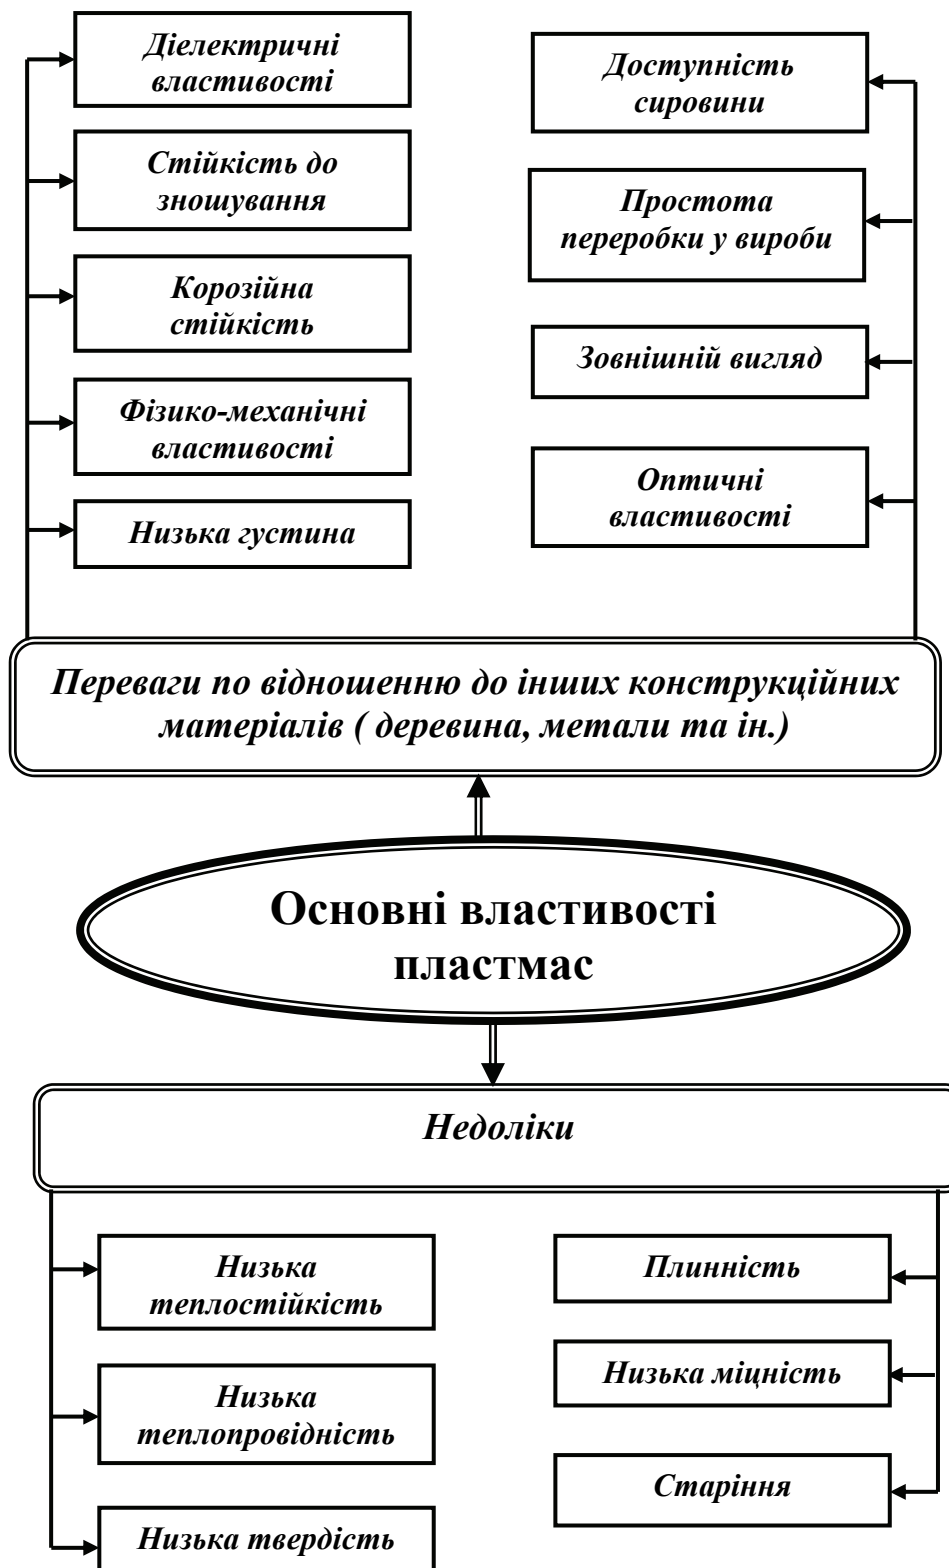 Діелектричні
властивості
Стійкість до
зношування
Корозійна
стійкість
Фізико-механічні
властивості
Низька густина
Доступність
сировини
Простота
переробки у вироби
Зовнішній вигляд
Оптичні
властивості
Переваги по відношенню до інших конструкційних
матеріалів ( деревина, метали та ін.)
Основні властивості
пластмас
Недоліки
Низька
теплостійкість
Низька
теплопровідність
Низька твердість
Плинність
Низька міцність
Старіння